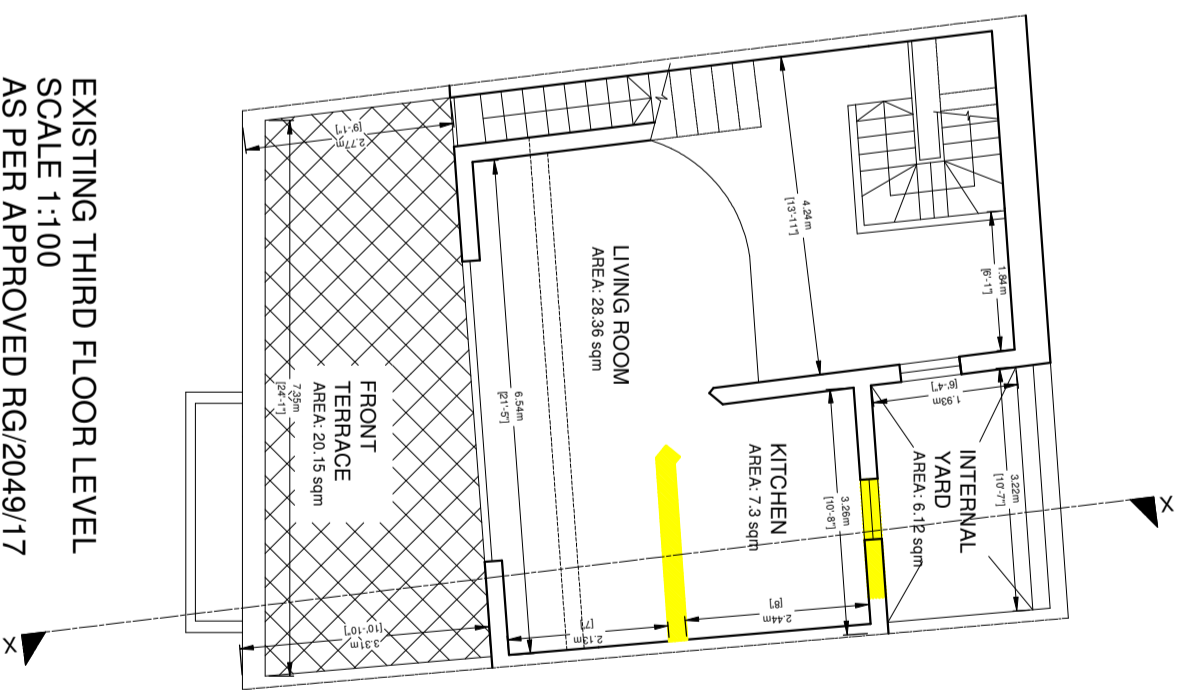 EXISTING THIRD FLOOR LEVEL
SCALE 1:100
AS PER APPROVED RG/2049/17
LIVING ROOM
AREA: 28.36 sqm
KITCHEN
AREA: 7.3 sqm
INTERNAL
YARD
AREA: 6.12 sqm
FRONT
TERRACE
AREA: 20.15 sqm
1.84m
[6'-1"]
4.24m
[13'-11"]
3.22m
[10'-7"]
1.93m
[6'-4"]
3.26m
[10'-8"]
2.44m
[8']
2.13m
[7']
6.54m
[21'-5"]
7.35m
[24'-1"]
2.77m
[9'-1"]
3.31m
[10'-10"]
X
X